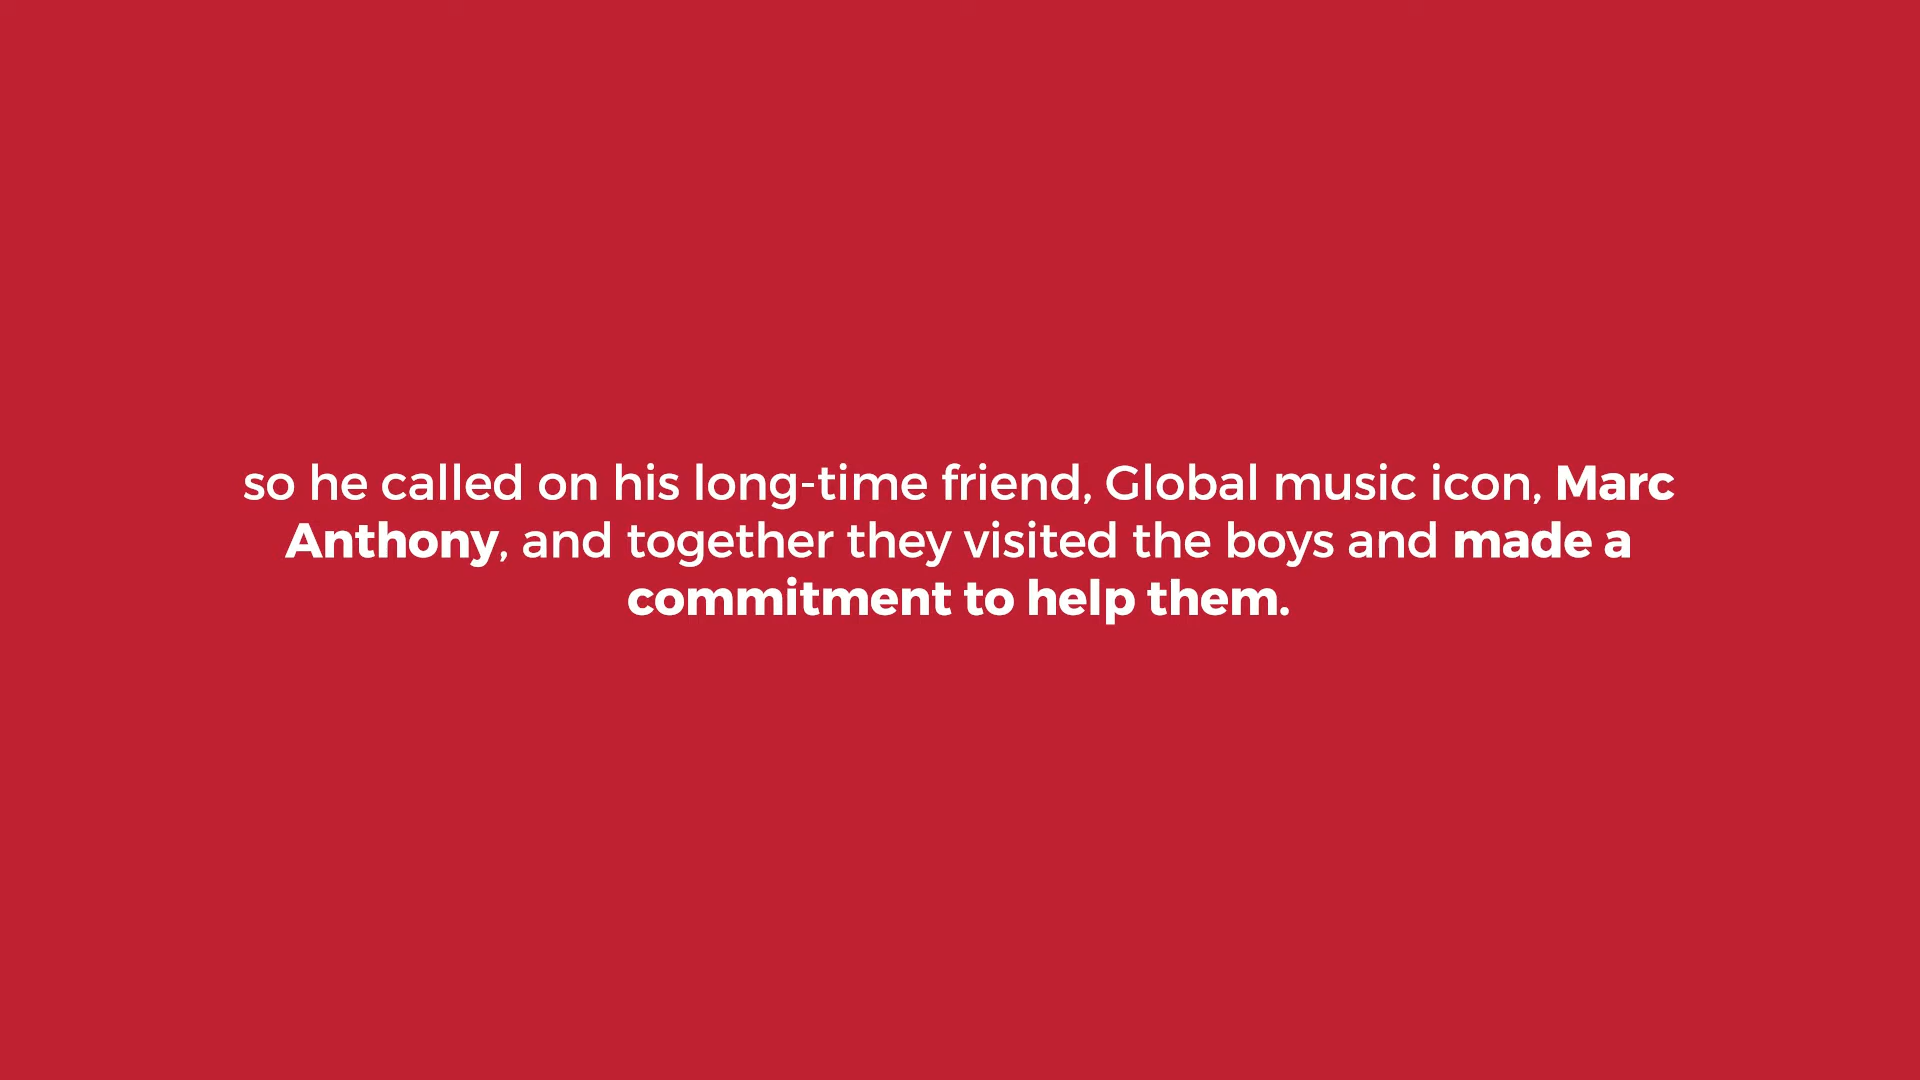 so he called on his long-time friend, Global music icon, Marc
Anthony, and together they visited the boys and made a
commitment to help them.